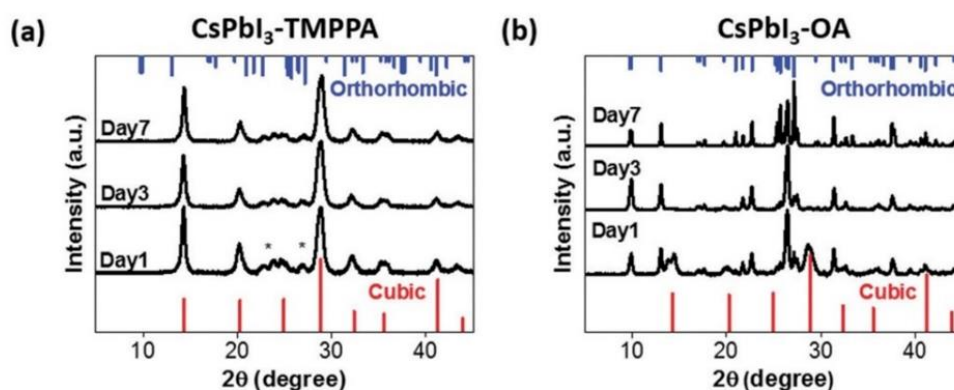 (a)
CsPbI₃-TMPPA
Intensity (a.u.)
Orthorhombic
Day7
Day3
Day1
*
*
Cubic
10 20 30 40
2θ (degree)
(b)
CsPbI₃-OA
Intensity (a.u.)
Orthorhombic
Day7
Day3
Day1
Cubic
10 20 30 40
2θ (degree)